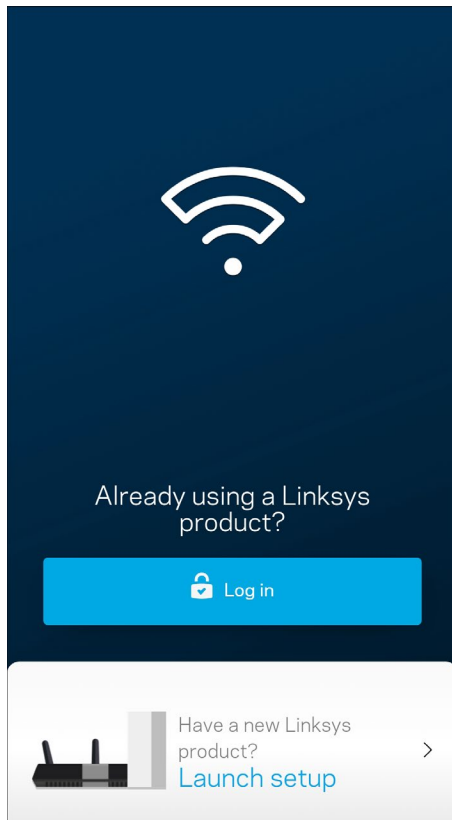 Already using a Linksys
product?
Log in
Have a new Linksys
product?
Launch setup